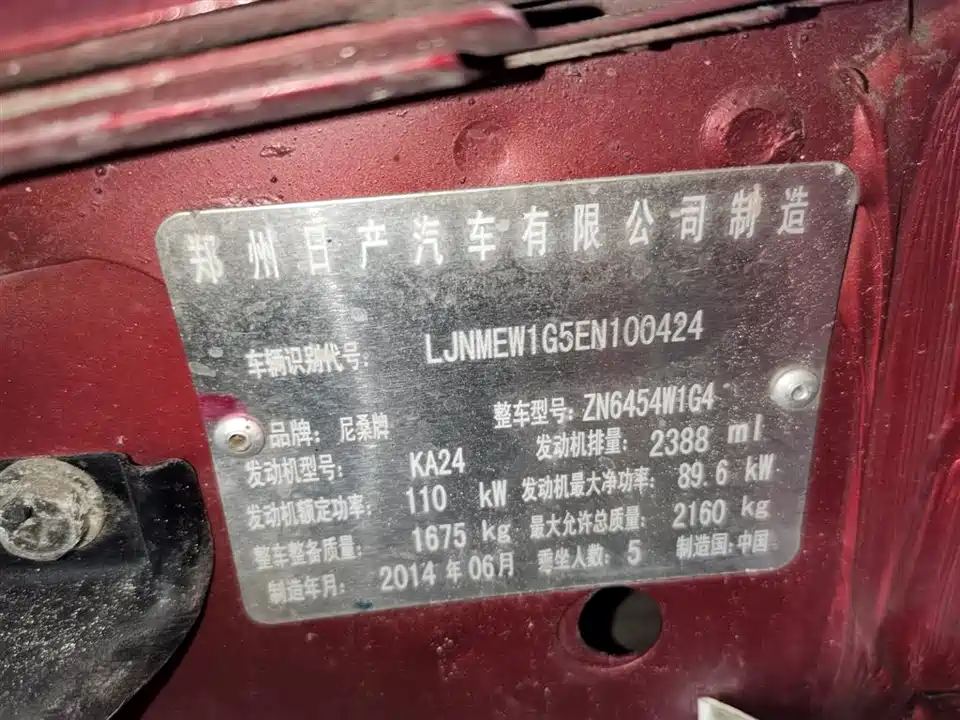 郑州日产汽车有限公司制造
车辆识别代号: LJNMEW1G5EN100424
品牌: 尼桑牌 整车型号: ZN6454W1G4
发动机型号: KA24 发动机排量: 2388 ml
发动机额定功率: 110 kW 发动机最大净功率: 89.6 kW
整车整备质量: 1675 kg 最大允许总质量: 2160 kg
制造年月: 2014年06月 乘坐人数: 5 制造国: 中国